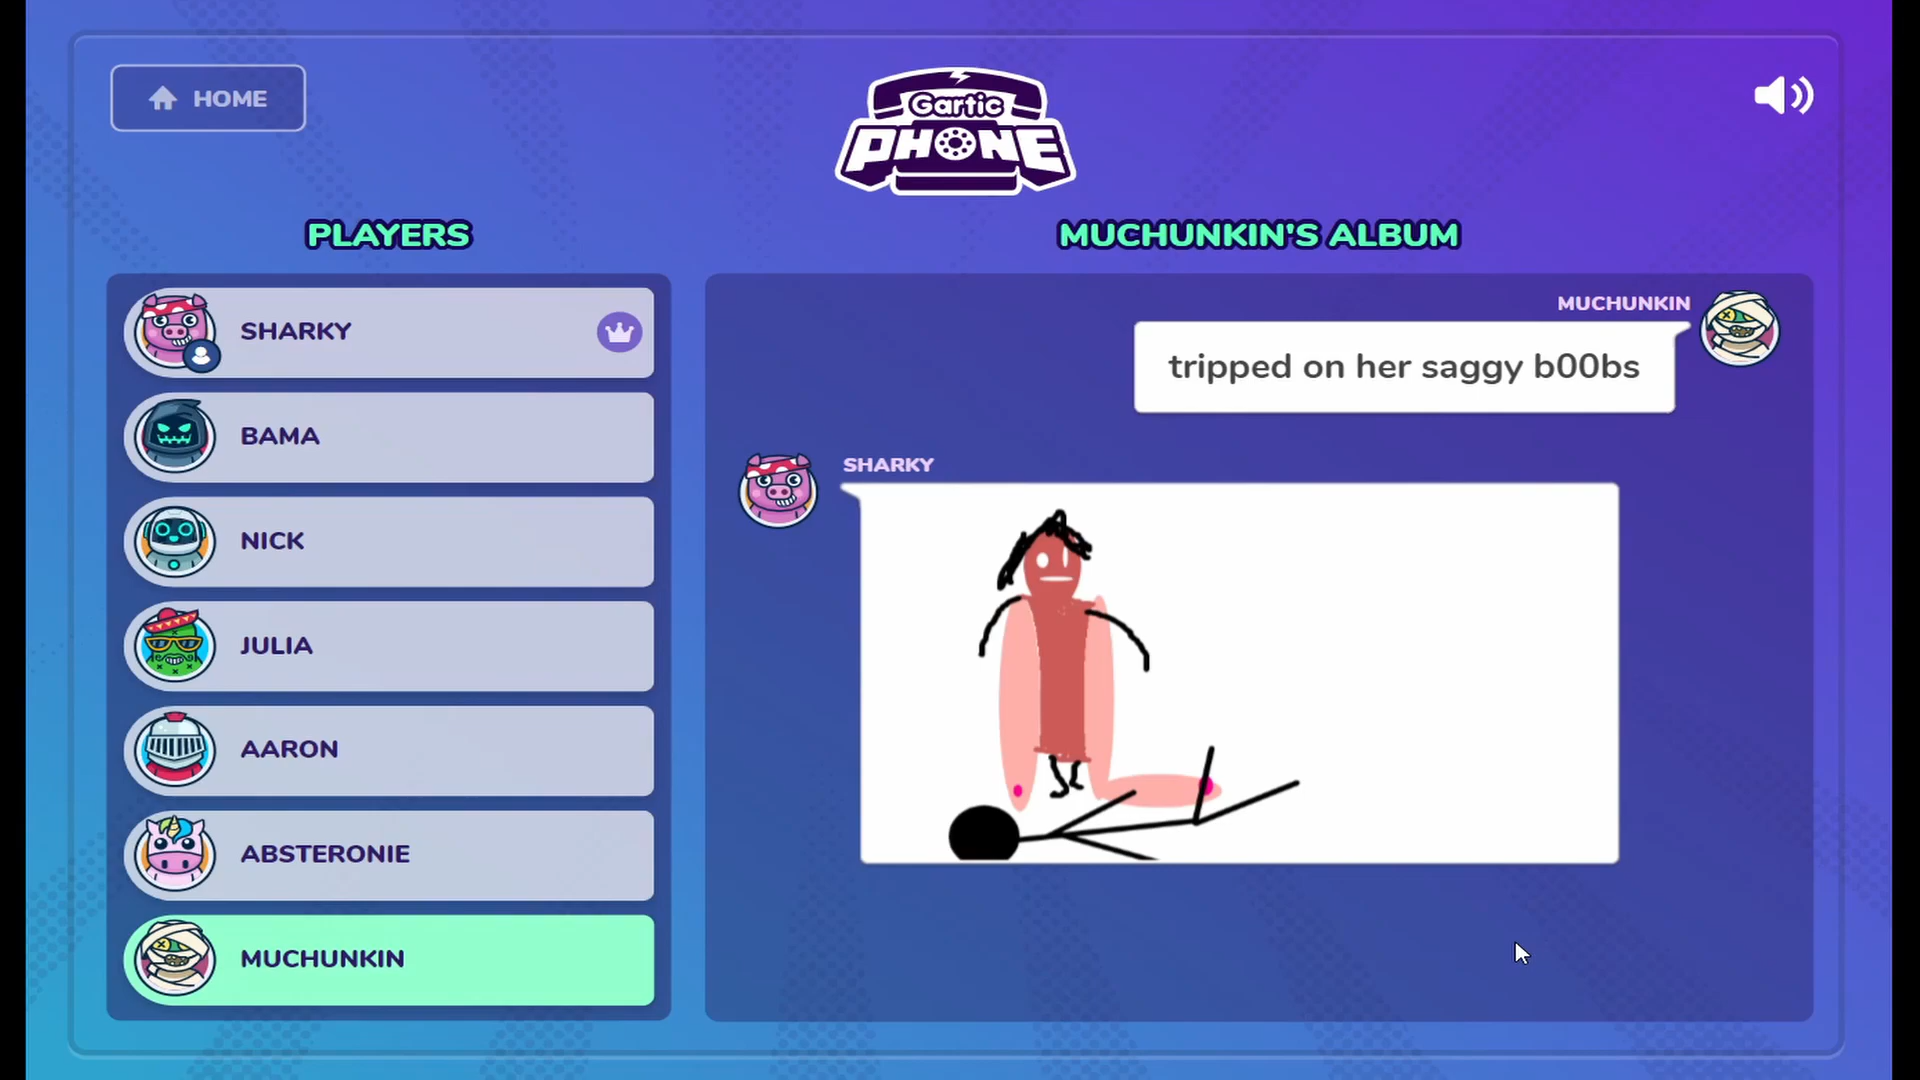 HOME
Gartic
PHONE
PLAYERS
MUCHUNKIN'S ALBUM
SHARKY
BAMA
NICK
JULIA
AARON
ABSTERONIE
MUCHUNKIN
MUCHUNKIN
tripped on her saggy b00bs
SHARKY